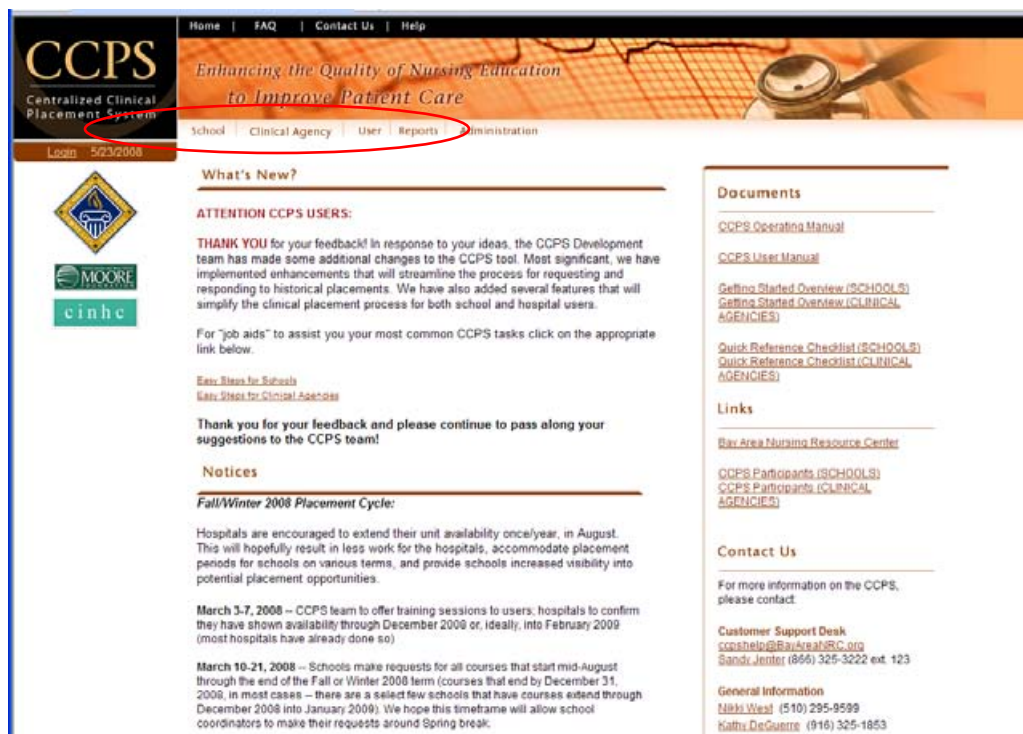 Home | FAQ | Contact Us | Help
CCPS
Centralized Clinical
Placement System
Enhancing the Quality of Nursing Education
to Improve Patient Care
School | Clinical Agency | User | Reports | Administration
Login 5/23/2008
MOORE
FOUNDATION
cinhc
What's New?
ATTENTION CCPS USERS:
THANK YOU for your feedback! In response to your ideas, the CCPS Development
team has made some additional changes to the CCPS tool. Most significant, we have
implemented enhancements that will streamline the process for requesting and
responding to historical placements. We have also added several features that will
simplify the clinical placement process for both school and hospital users.
For "job aids" to assist you your most common CCPS tasks click on the appropriate
link below.
Easy Steps for Schools
Easy Steps for Clinical Agencies
Thank you for your feedback and please continue to pass along your
suggestions to the CCPS team!
Notices
Fall/Winter 2008 Placement Cycle:
Hospitals are encouraged to extend their unit availability once/year, in August.
This will hopefully result in less work for the hospitals, accommodate placement
periods for schools on various terms, and provide schools increased visibility into
potential placement opportunities.
March 3-7, 2008 -- CCPS team to offer training sessions to users; hospitals to confirm
they have shown availability through December 2008 or, ideally, into February 2009
(most hospitals have already done so)
March 10-21, 2008 -- Schools make requests for all courses that start mid-August
through the end of the Fall or Winter 2008 term (courses that end by December 31,
2008, in most cases -- there are a select few schools that have courses extend through
December 2008 into January 2009). We hope this timeframe will allow school
coordinators to make their requests around Spring break.
Documents
CCPS Operating Manual
CCPS User Manual
Getting Started Overview (SCHOOLS)
Getting Started Overview (CLINICAL
AGENCIES)
Quick Reference Checklist (SCHOOLS)
Quick Reference Checklist (CLINICAL
AGENCIES)
Links
Bay Area Nursing Resource Center
CCPS Participants (SCHOOLS)
CCPS Participants (CLINICAL
AGENCIES)
Contact Us
For more information on the CCPS,
please contact:
Customer Support Desk
ccpshelp@BayAreaNRC.org
Sandy Jenter (866) 325-3222 ext. 123
General Information
Nikki West (510) 295-9599
Kathy DeGuerre (916) 325-1853